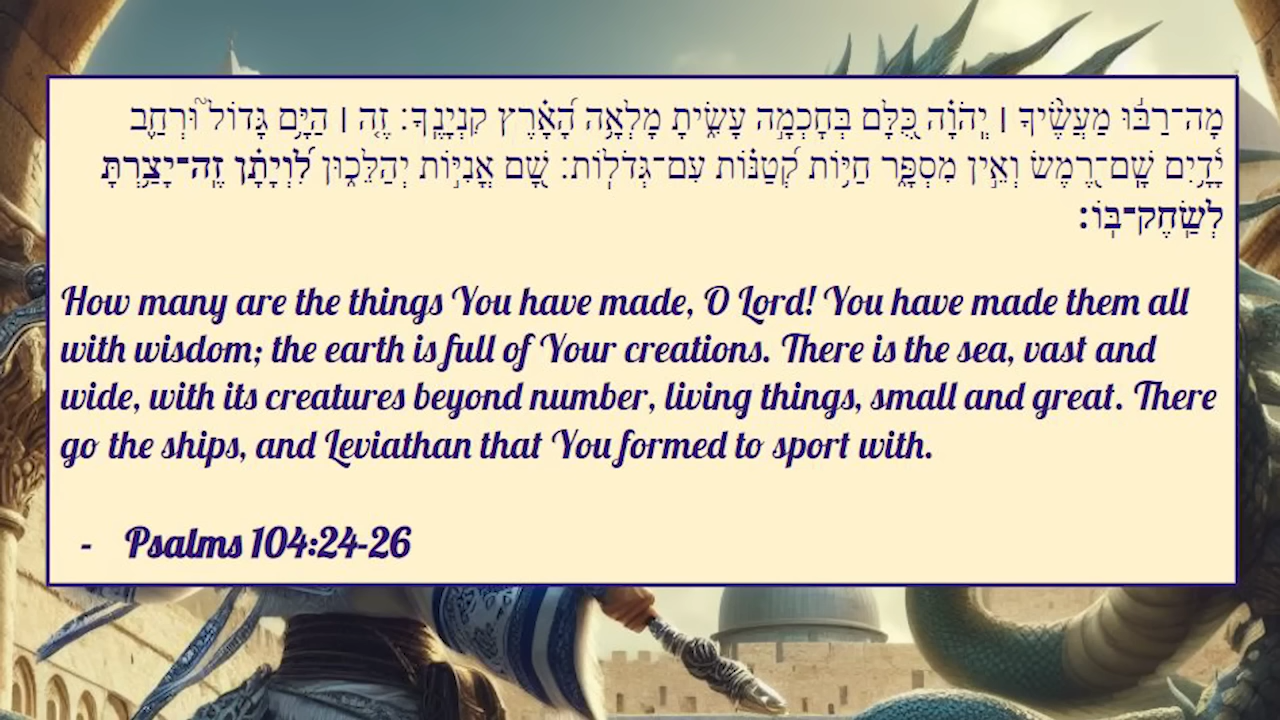 מָה־רַבּ֬וּ מַעֲשֶׂ֨יךָ ׀ יְֽהוָ֗ה כֻּ֭לָּם בְּחׇכְמָ֣ה עָשִׂ֑יתָ מָלְאָ֥ה הָ֝אָ֗רֶץ קִנְיָנֶֽךָ׃ זֶ֤ה ׀ הַיָּ֥ם גָּדוֹל֮ וּרְחַ֢ב
יָ֫דָ֥יִם שָֽׁם־רֶ֭מֶשׂ וְאֵ֣ין מִסְפָּ֑ר חַיּ֥וֹת קְ֝טַנּ֗וֹת עִם־גְּדֹלֽוֹת׃ שָׁ֭ם אֳנִיּ֣וֹת יְהַלֵּכ֑וּן לִ֝וְיָתָ֗ן זֶֽה־יָצַ֥רְתָּ
לְשַֽׂחֶק־בּֽוֹ׃
How many are the things You have made, O Lord! You have made them all
with wisdom; the earth is full of Your creations. There is the sea, vast and
wide, with its creatures beyond number, living things, small and great. There
go the ships, and Leviathan that You formed to sport with.
- Psalms 104:24-26